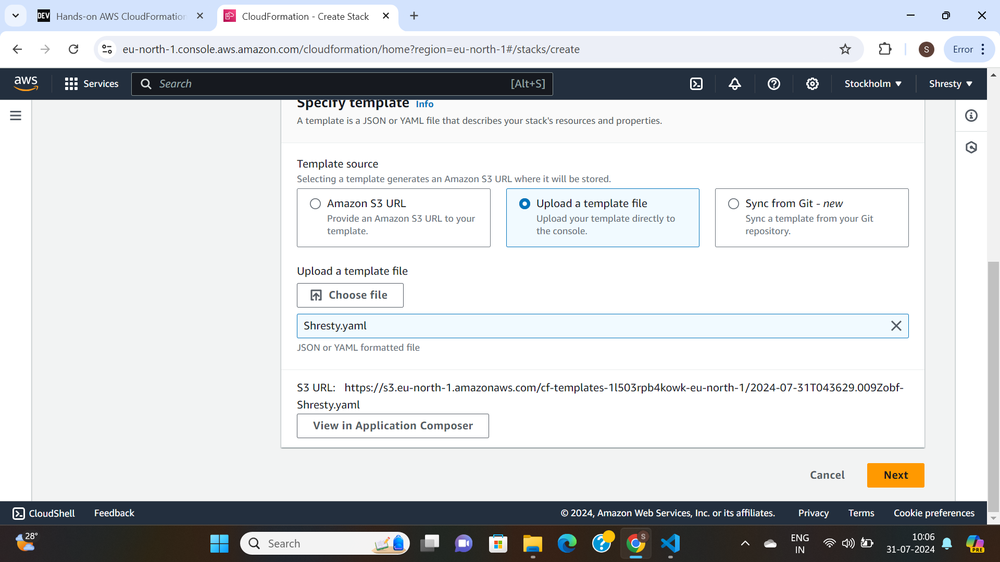 DEV Hands-on AWS CloudFormation
CloudFormation - Create Stack
eu-north-1.console.aws.amazon.com/cloudformation/home?region=eu-north-1#/stacks/create
S
Error
aws
Services
Search
[Alt+S]
Stockholm
Shresty
Specify template Info
A template is a JSON or YAML file that describes your stack's resources and properties.
Template source
Selecting a template generates an Amazon S3 URL where it will be stored.
Amazon S3 URL
Provide an Amazon S3 URL to your
template.
Upload a template file
Upload your template directly to
the console.
Sync from Git - new
Sync a template from your Git
repository.
Upload a template file
Choose file
Shresty.yaml
JSON or YAML formatted file
S3 URL: https://s3.eu-north-1.amazonaws.com/cf-templates-1l503rpb4kowk-eu-north-1/2024-07-31T043629.009Zobf-
Shresty.yaml
View in Application Composer
Cancel
Next
CloudShell
Feedback
© 2024, Amazon Web Services, Inc. or its affiliates.
Privacy
Terms
Cookie preferences
28°
Search
S
ENG
IN
10:06
31-07-2024
PRE